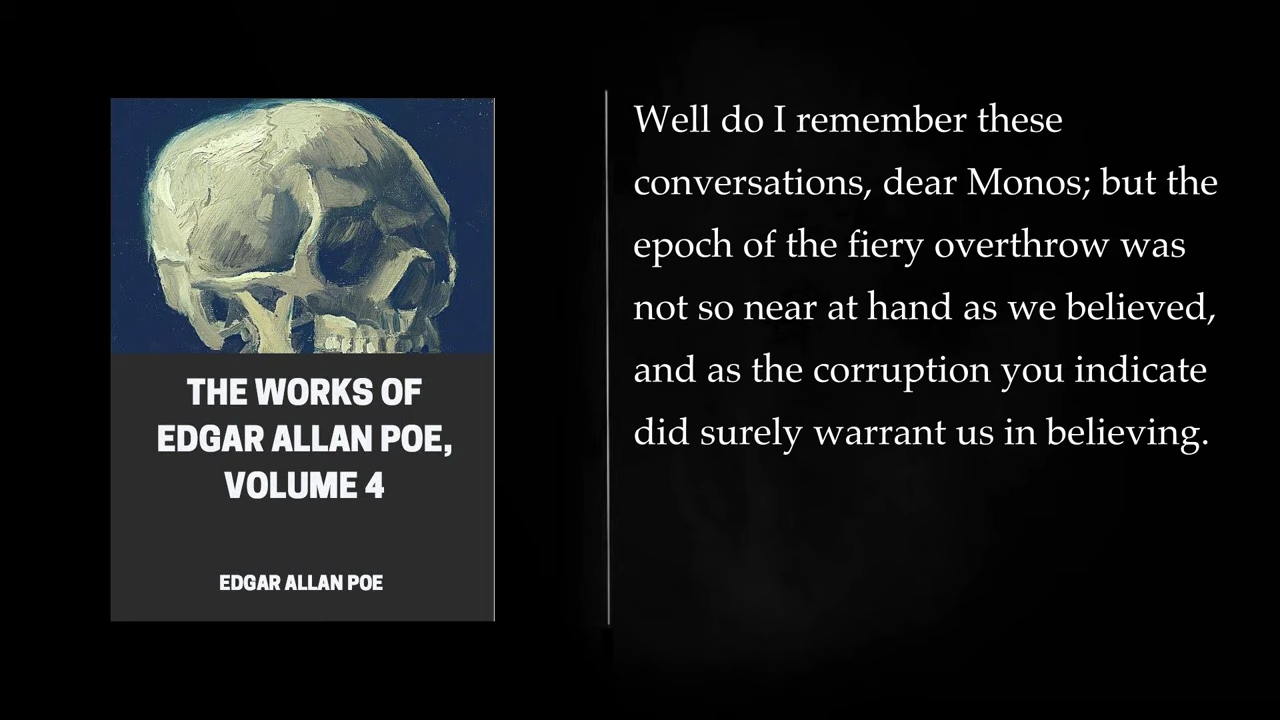 THE WORKS OF
EDGAR ALLAN POE,
VOLUME 4
EDGAR ALLAN POE
Well do I remember these
conversations, dear Monos; but the
epoch of the fiery overthrow was
not so near at hand as we believed,
and as the corruption you indicate
did surely warrant us in believing.